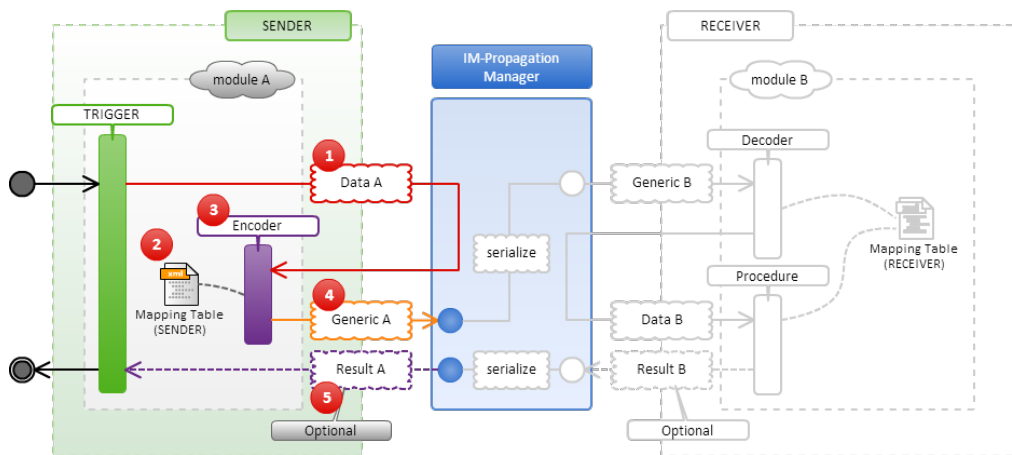 SENDER
RECEIVER
IM-Propagation
Manager
module A
module B
TRIGGER
Decoder
1
Data A
Generic B
3
Encoder
2
serialize
xml
Mapping Table
(SENDER)
Mapping Table
(RECEIVER)
Procedure
4
Generic A
Data B
Result A
serialize
Result B
5
Optional
Optional